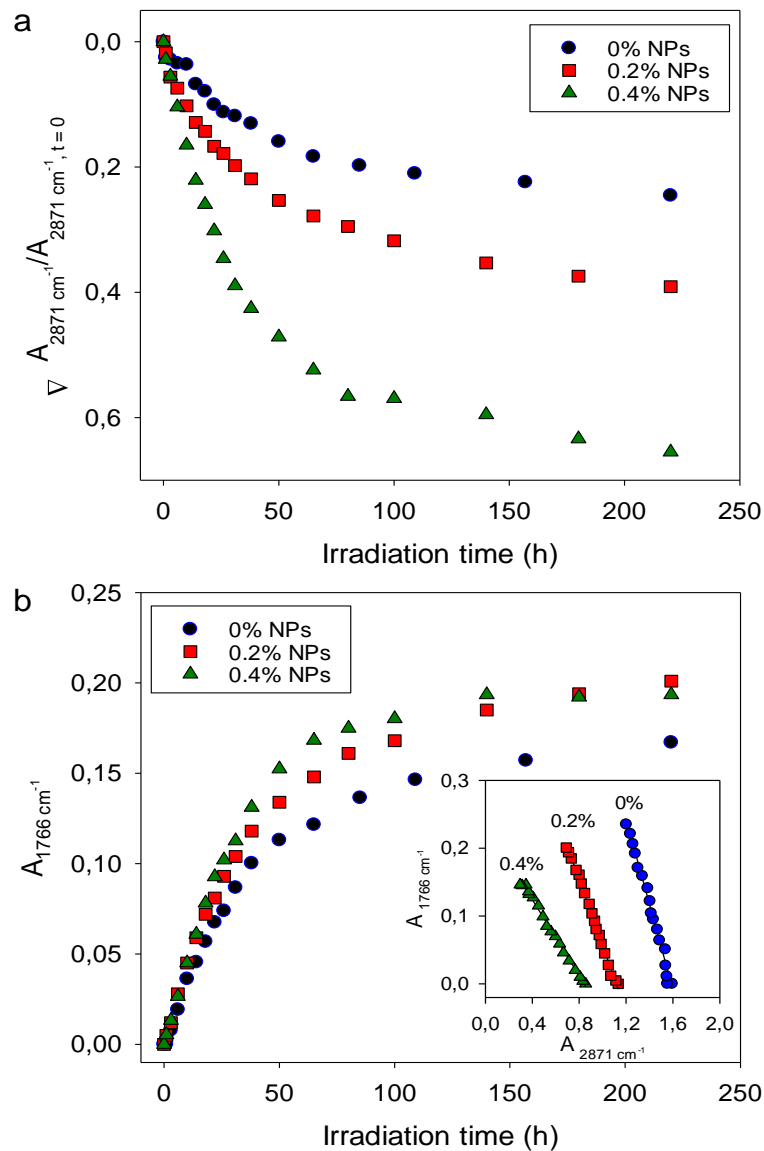 a
0% NPs
0.2% NPs
0.4% NPs
0.0
0.2
0.4
0.6
∇ A 2871 cm⁻¹/A 2871 cm⁻¹, t = 0
0 50 100 150 200 250
Irradiation time (h)
b
0% NPs
0.2% NPs
0.4% NPs
0,25
0,20
0,15
0,10
0,05
0,00
A1766 cm⁻¹
0,3
0,2
0,1
0,0
A 1766 cm⁻¹
0%
0.2%
0.4%
0,0 0,4 0,8 1,2 1,6 2,0
A 2871 cm⁻¹
0 50 100 150 200 250
Irradiation time (h)